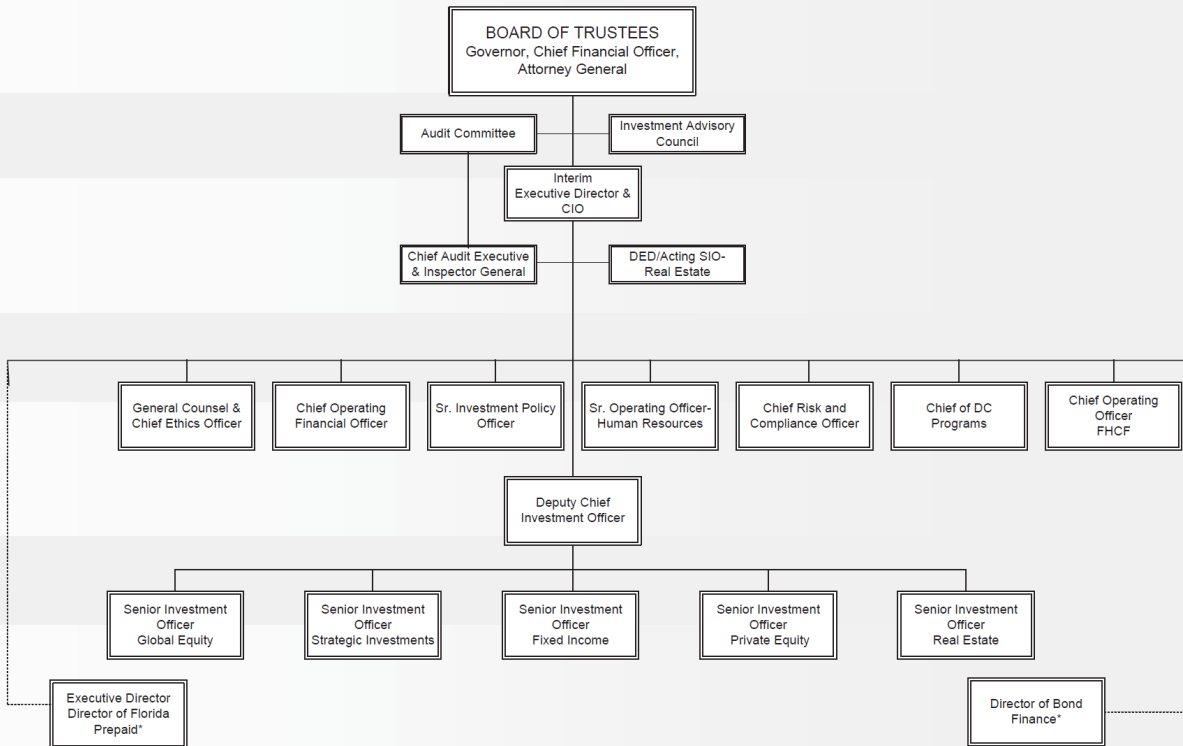 BOARD OF TRUSTEES
Governor, Chief Financial Officer,
Attorney General
Audit Committee
Investment Advisory
Council
Interim
Executive Director &
CIO
Chief Audit Executive
& Inspector General
DED/Acting SIO-
Real Estate
General Counsel &
Chief Ethics Officer
Chief Operating
Financial Officer
Sr. Investment Policy
Officer
Sr. Operating Officer-
Human Resources
Chief Risk and
Compliance Officer
Chief of DC
Programs
Chief Operating
Officer
FHCF
Deputy Chief
Investment Officer
Senior Investment
Officer
Global Equity
Senior Investment
Officer
Strategic Investments
Senior Investment
Officer
Fixed Income
Senior Investment
Officer
Private Equity
Senior Investment
Officer
Real Estate
Executive Director
Director of Florida
Prepaid*
Director of Bond
Finance*